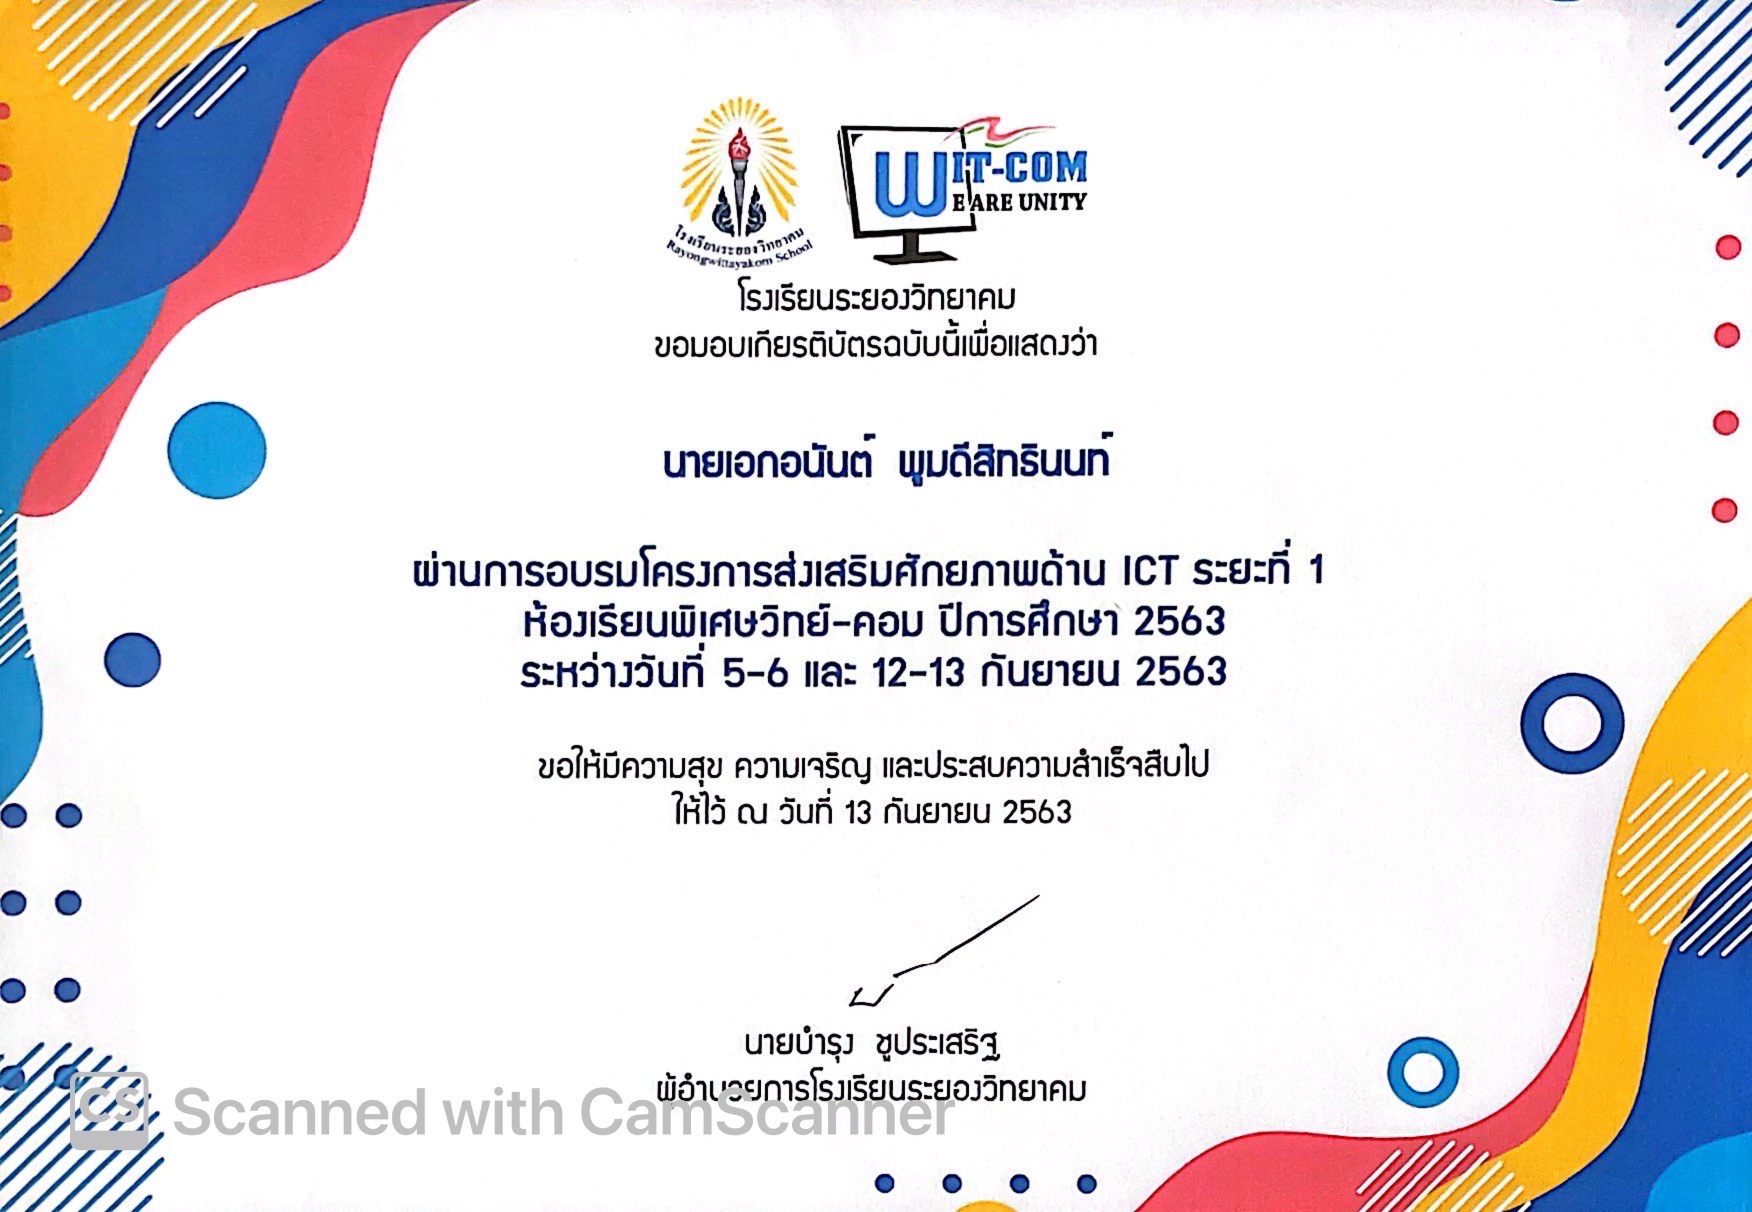 โรงเรียนระยองวิทยาคม
Rayongwittayakom School
WIT-COM
WE ARE UNITY
โรงเรียนระยองวิทยาคม
ขอมอบเกียรติบัตรฉบับนี้เพื่อแสดงว่า
นายเอกอนันต์ พูมดีสิทธินนท์
ผ่านการอบรมโครงการส่งเสริมศักยภาพด้าน ICT ระยะที่ 1
ห้องเรียนพิเศษวิทย์-คอม ปีการศึกษา 2563
ระหว่างวันที่ 5-6 และ 12-13 กันยายน 2563
ขอให้มีความสุข ความเจริญ และประสบความสำเร็จสืบไป
ให้ไว้ ณ วันที่ 13 กันยายน 2563
นายบำรุง ชูประเสริฐ
ผู้อำนวยการโรงเรียนระยองวิทยาคม
CS Scanned with CamScanner